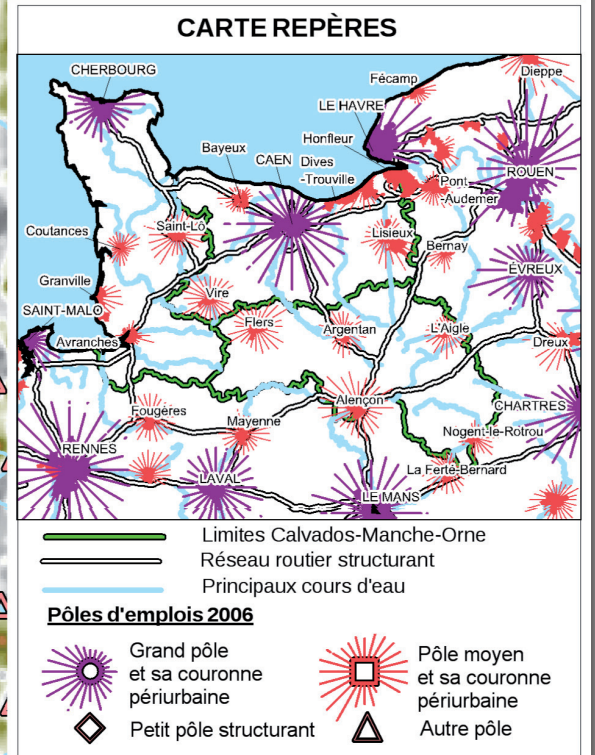 CARTE REPÈRES
CHERBOURG
Dieppe
Fécamp
LE HAVRE
Honfleur
Bayeux
CAEN
Dives
-Trouville
ROUEN
Pont
-Audemer
Saint-Lô
Coutances
Lisieux
Bernay
ÉVREUX
Granville
Vire
SAINT-MALO
Flers
Argentan
L'Aigle
Avranches
Dreux
Alençon
CHARTRES
Fougères
Mayenne
Nogent-le-Rotrou
RENNES
La Ferté-Bernard
LAVAL
LE MANS
Limites Calvados-Manche-Orne
Réseau routier structurant
Principaux cours d'eau
Pôles d'emplois 2006
Grand pôle
et sa couronne
périurbaine
Pôle moyen
et sa couronne
périurbaine
Petit pôle structurant
Autre pôle